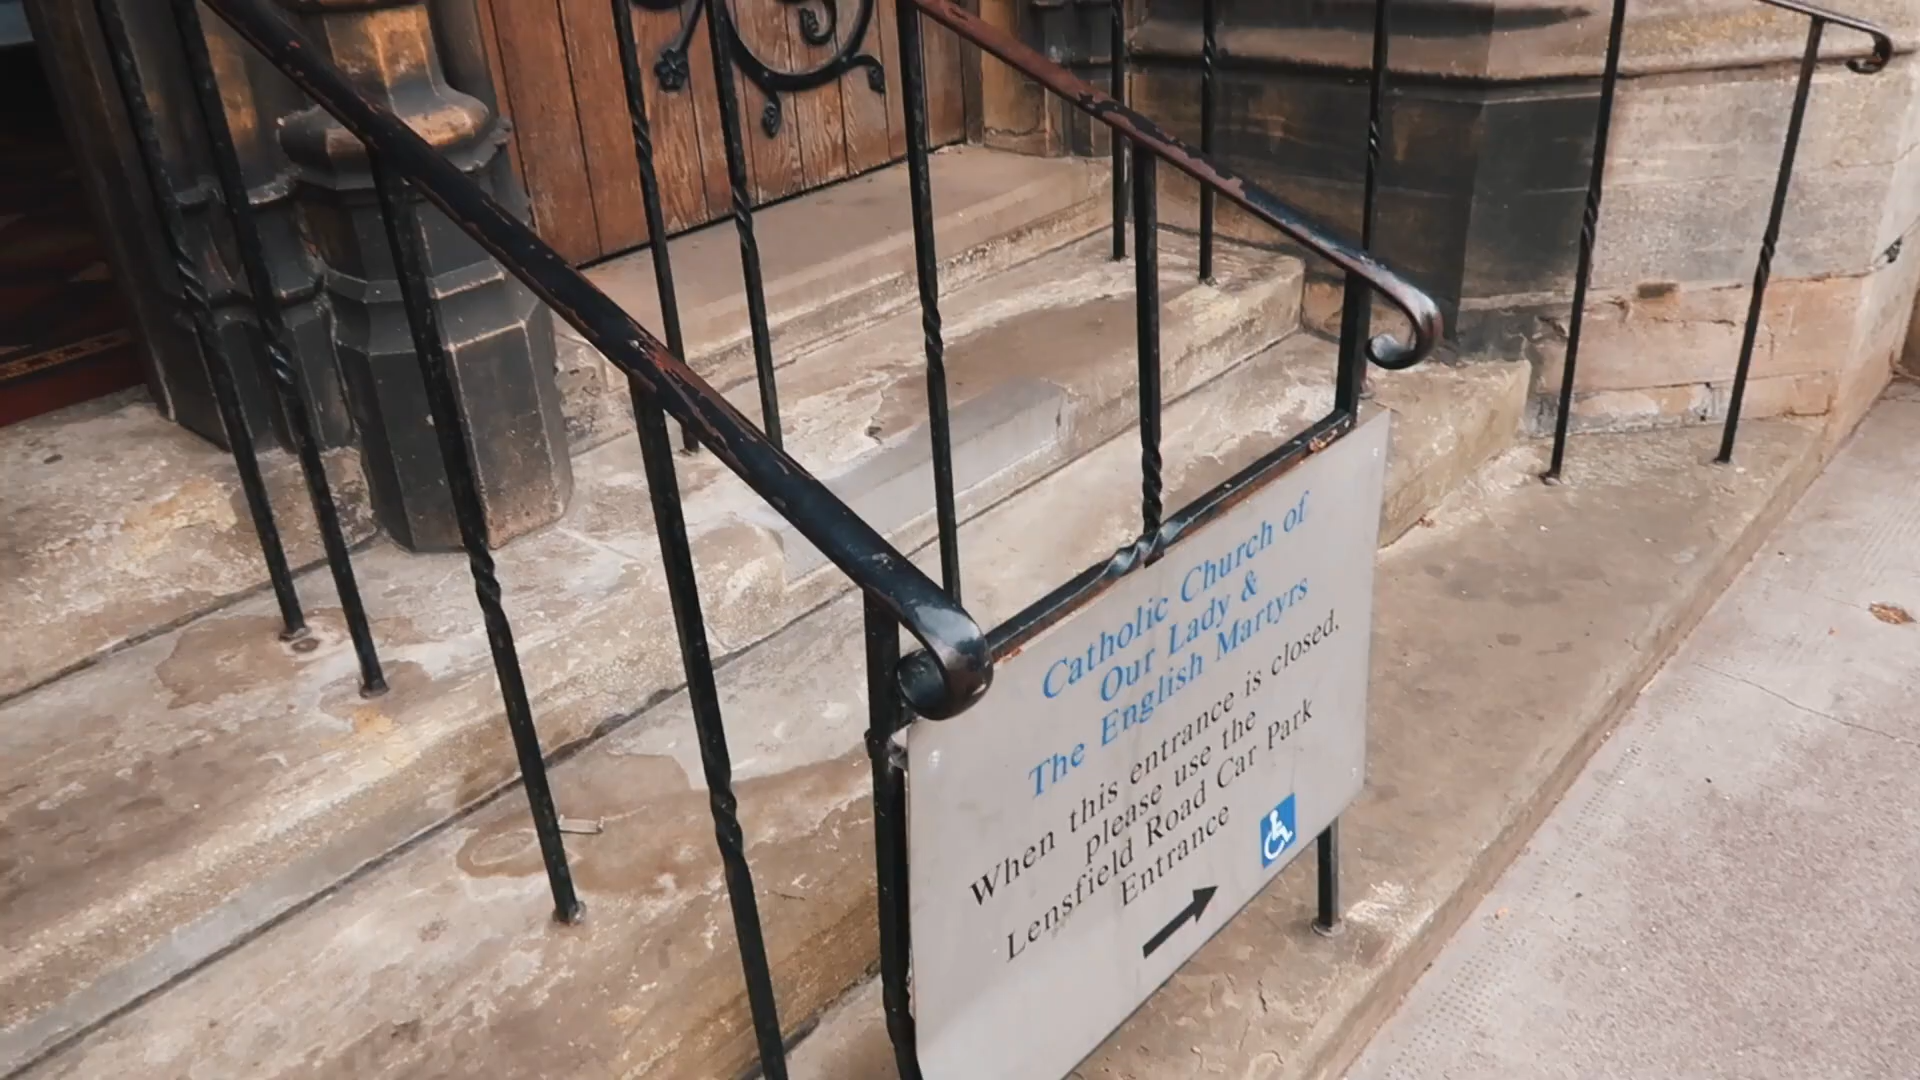 Catholic Church of
Our Lady &
The English Martyrs
When this entrance is closed,
please use the
Lensfield Road Car Park
Entrance